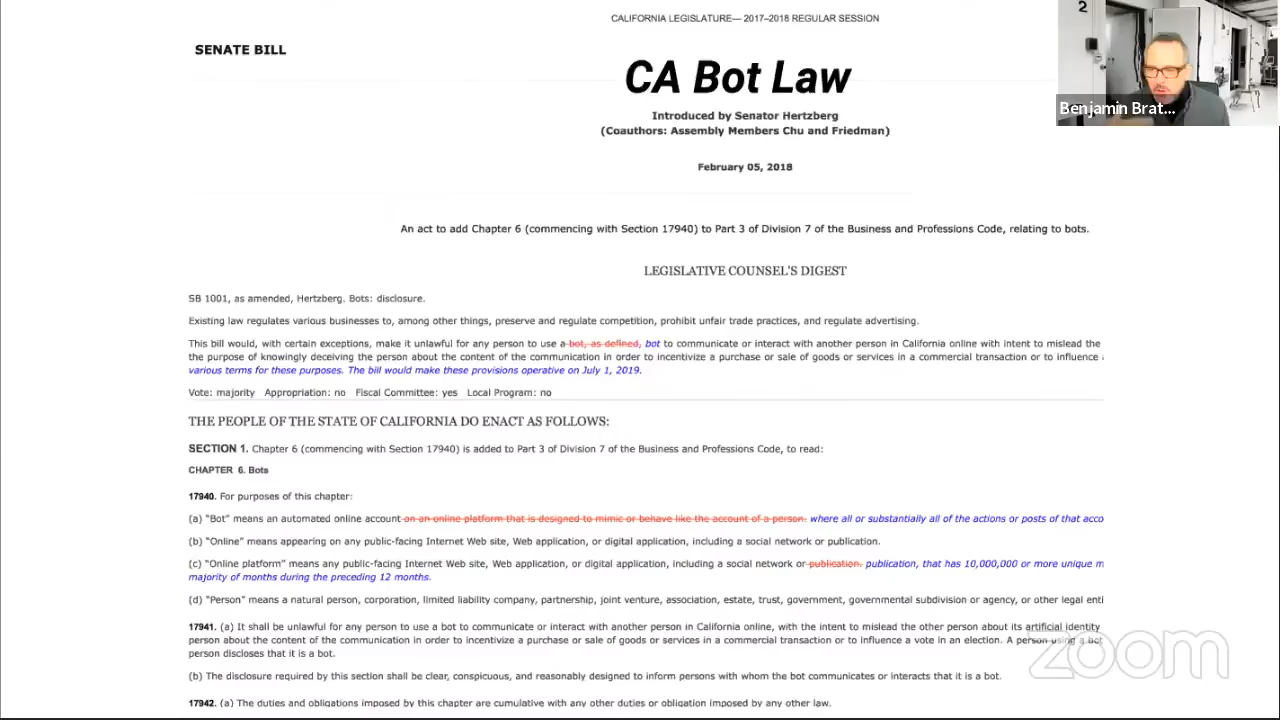 CALIFORNIA LEGISLATURE— 2017–2018 REGULAR SESSION
2
SENATE BILL
CA Bot Law
Benjamin Brat...
Introduced by Senator Hertzberg
(Coauthors: Assembly Members Chu and Friedman)
February 05, 2018
An act to add Chapter 6 (commencing with Section 17940) to Part 3 of Division 7 of the Business and Professions Code, relating to bots.
LEGISLATIVE COUNSEL'S DIGEST
SB 1001, as amended, Hertzberg. Bots: disclosure.
Existing law regulates various businesses to, among other things, preserve and regulate competition, prohibit unfair trade practices, and regulate advertising.
This bill would, with certain exceptions, make it unlawful for any person to use a bot, as defined, bot to communicate or interact with another person in California online with intent to mislead the
the purpose of knowingly deceiving the person about the content of the communication in order to incentivize a purchase or sale of goods or services in a commercial transaction or to influence
various terms for these purposes. The bill would make these provisions operative on July 1, 2019.
Vote: majority Appropriation: no Fiscal Committee: yes Local Program: no
THE PEOPLE OF THE STATE OF CALIFORNIA DO ENACT AS FOLLOWS:
SECTION 1. Chapter 6 (commencing with Section 17940) is added to Part 3 of Division 7 of the Business and Professions Code, to read:
CHAPTER 6. Bots
17940. For purposes of this chapter:
(a) "Bot" means an automated online account on an online platform that is designed to mimic or behave like the account of a person. where all or substantially all of the actions or posts of that acco
(b) "Online" means appearing on any public-facing Internet Web site, Web application, or digital application, including a social network or publication.
(c) "Online platform" means any public-facing Internet Web site, Web application, or digital application, including a social network or publication. publication, that has 10,000,000 or more unique m
majority of months during the preceding 12 months.
(d) "Person" means a natural person, corporation, limited liability company, partnership, joint venture, association, estate, trust, government, governmental subdivision or agency, or other legal enti
17941. (a) It shall be unlawful for any person to use a bot to communicate or interact with another person in California online, with the intent to mislead the other person about its artificial identity
person about the content of the communication in order to incentivize a purchase or sale of goods or services in a commercial transaction or to influence a vote in an election. A person using a bot
person discloses that it is a bot.
(b) The disclosure required by this section shall be clear, conspicuous, and reasonably designed to inform persons with whom the bot communicates or interacts that it is a bot.
17942. (a) The duties and obligations imposed by this chapter are cumulative with any other duties or obligation imposed by any other law.
zoom